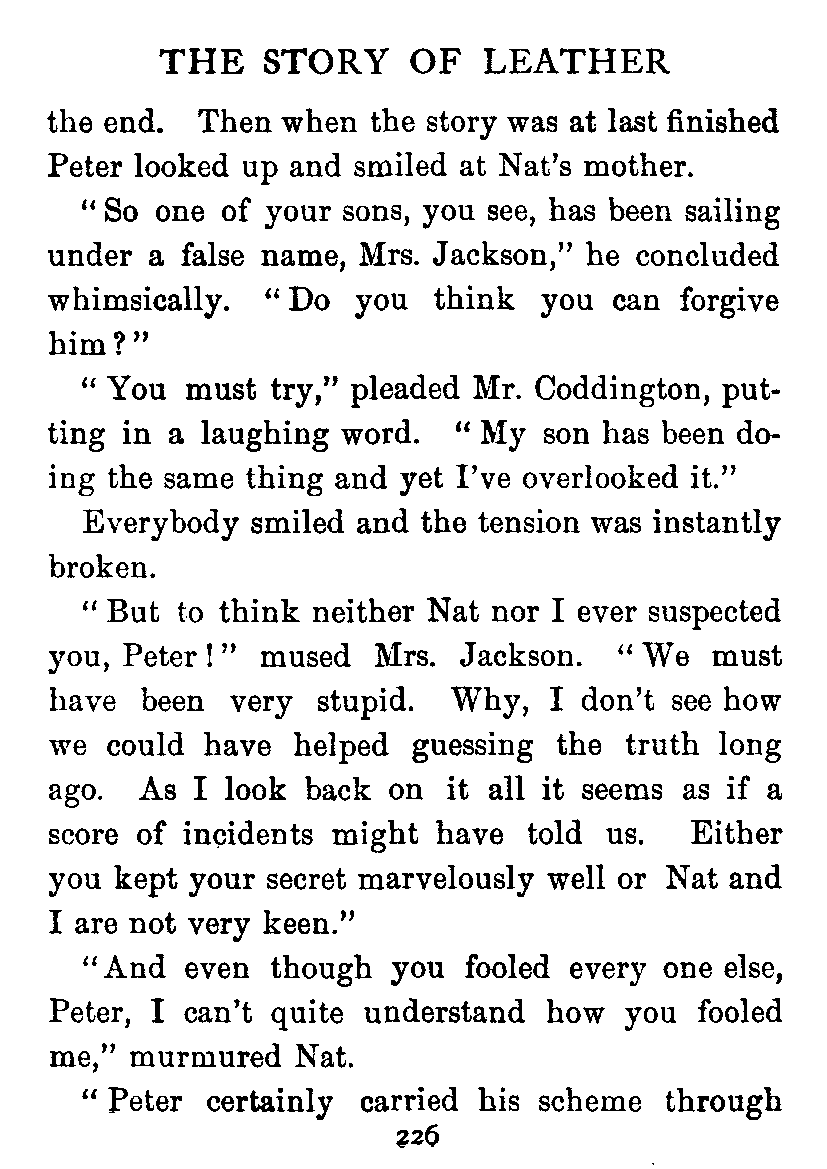 THE STORY OF LEATHER
the end. Then when the story was at last finished
Peter looked up and smiled at Nat's mother.
"So one of your sons, you see, has been sailing
under a false name, Mrs. Jackson," he concluded
whimsically. "Do you think you can forgive
him?"
"You must try," pleaded Mr. Coddington, put-
ting in a laughing word. "My son has been do-
ing the same thing and yet I've overlooked it."
Everybody smiled and the tension was instantly
broken.
"But to think neither Nat nor I ever suspected
you, Peter!" mused Mrs. Jackson. "We must
have been very stupid. Why, I don't see how
we could have helped guessing the truth long
ago. As I look back on it all it seems as if a
score of incidents might have told us. Either
you kept your secret marvelously well or Nat and
I are not very keen."
"And even though you fooled every one else,
Peter, I can't quite understand how you fooled
me," murmured Nat.
"Peter certainly carried his scheme through
226